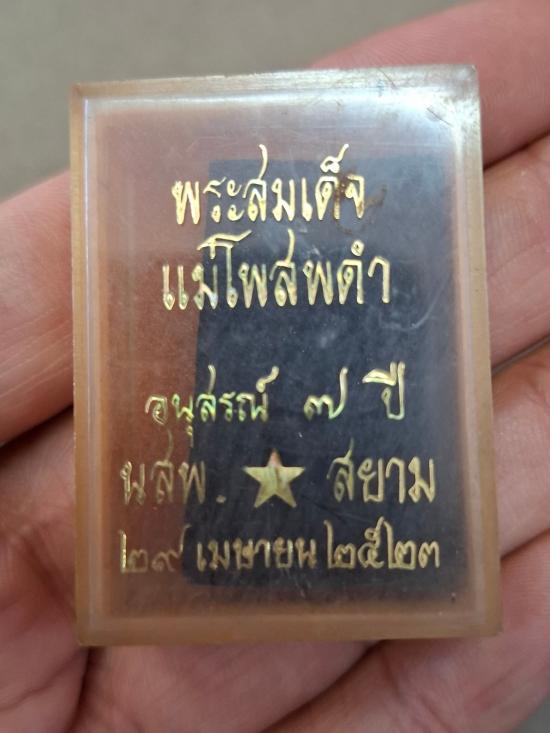 พระสมเด็จ
แม่โพสพดำ
อนุสรณ์ ๗ ปี
นสพ. ★ สยาม
๒๙ เมษายน ๒๕๒๓